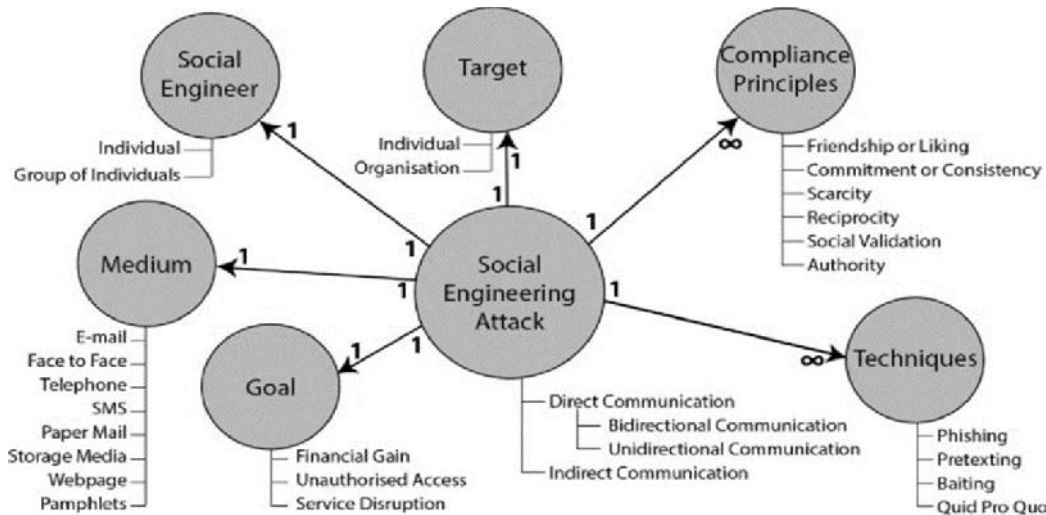 Social
Engineer
Individual
Group of Individuals
1
1
Target
Individual
Organisation
1
1
Compliance
Principles
Friendship or Liking
Commitment or Consistency
Scarcity
Reciprocity
Social Validation
Authority
∞
1
Medium
E-mail
Face to Face
Telephone
SMS
Paper Mail
Storage Media
Webpage
Pamphlets
1
1
Social
Engineering
Attack
Direct Communication
Bidirectional Communication
Unidirectional Communication
Indirect Communication
Goal
Financial Gain
Unauthorised Access
Service Disruption
1
1
Techniques
Phishing
Pretexting
Baiting
Quid Pro Quo
1
∞